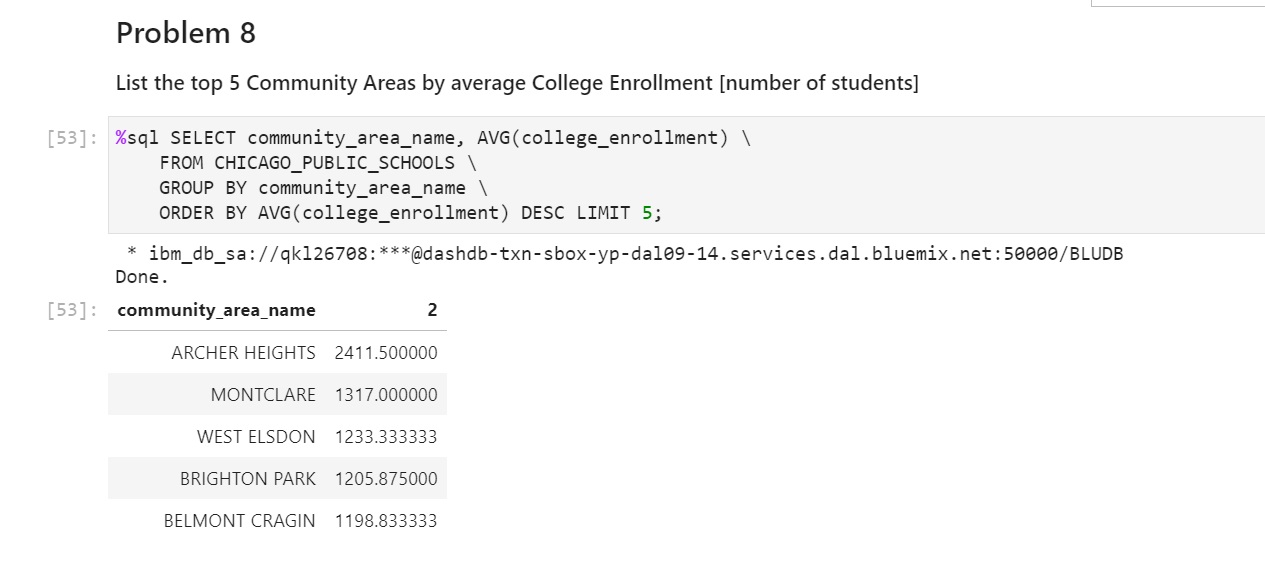 Problem 8
List the top 5 Community Areas by average College Enrollment [number of students]
[53]: %sql SELECT community_area_name, AVG(college_enrollment) \
FROM CHICAGO_PUBLIC_SCHOOLS \
GROUP BY community_area_name \
ORDER BY AVG(college_enrollment) DESC LIMIT 5;
* ibm_db_sa://qkl26708:***@dashdb-txn-sbox-yp-dal09-14.services.dal.bluemix.net:50000/BLUDB
Done.
[53]: community_area_name 2
ARCHER HEIGHTS 2411.500000
MONTCLARE 1317.000000
WEST ELSDON 1233.333333
BRIGHTON PARK 1205.875000
BELMONT CRAGIN 1198.833333